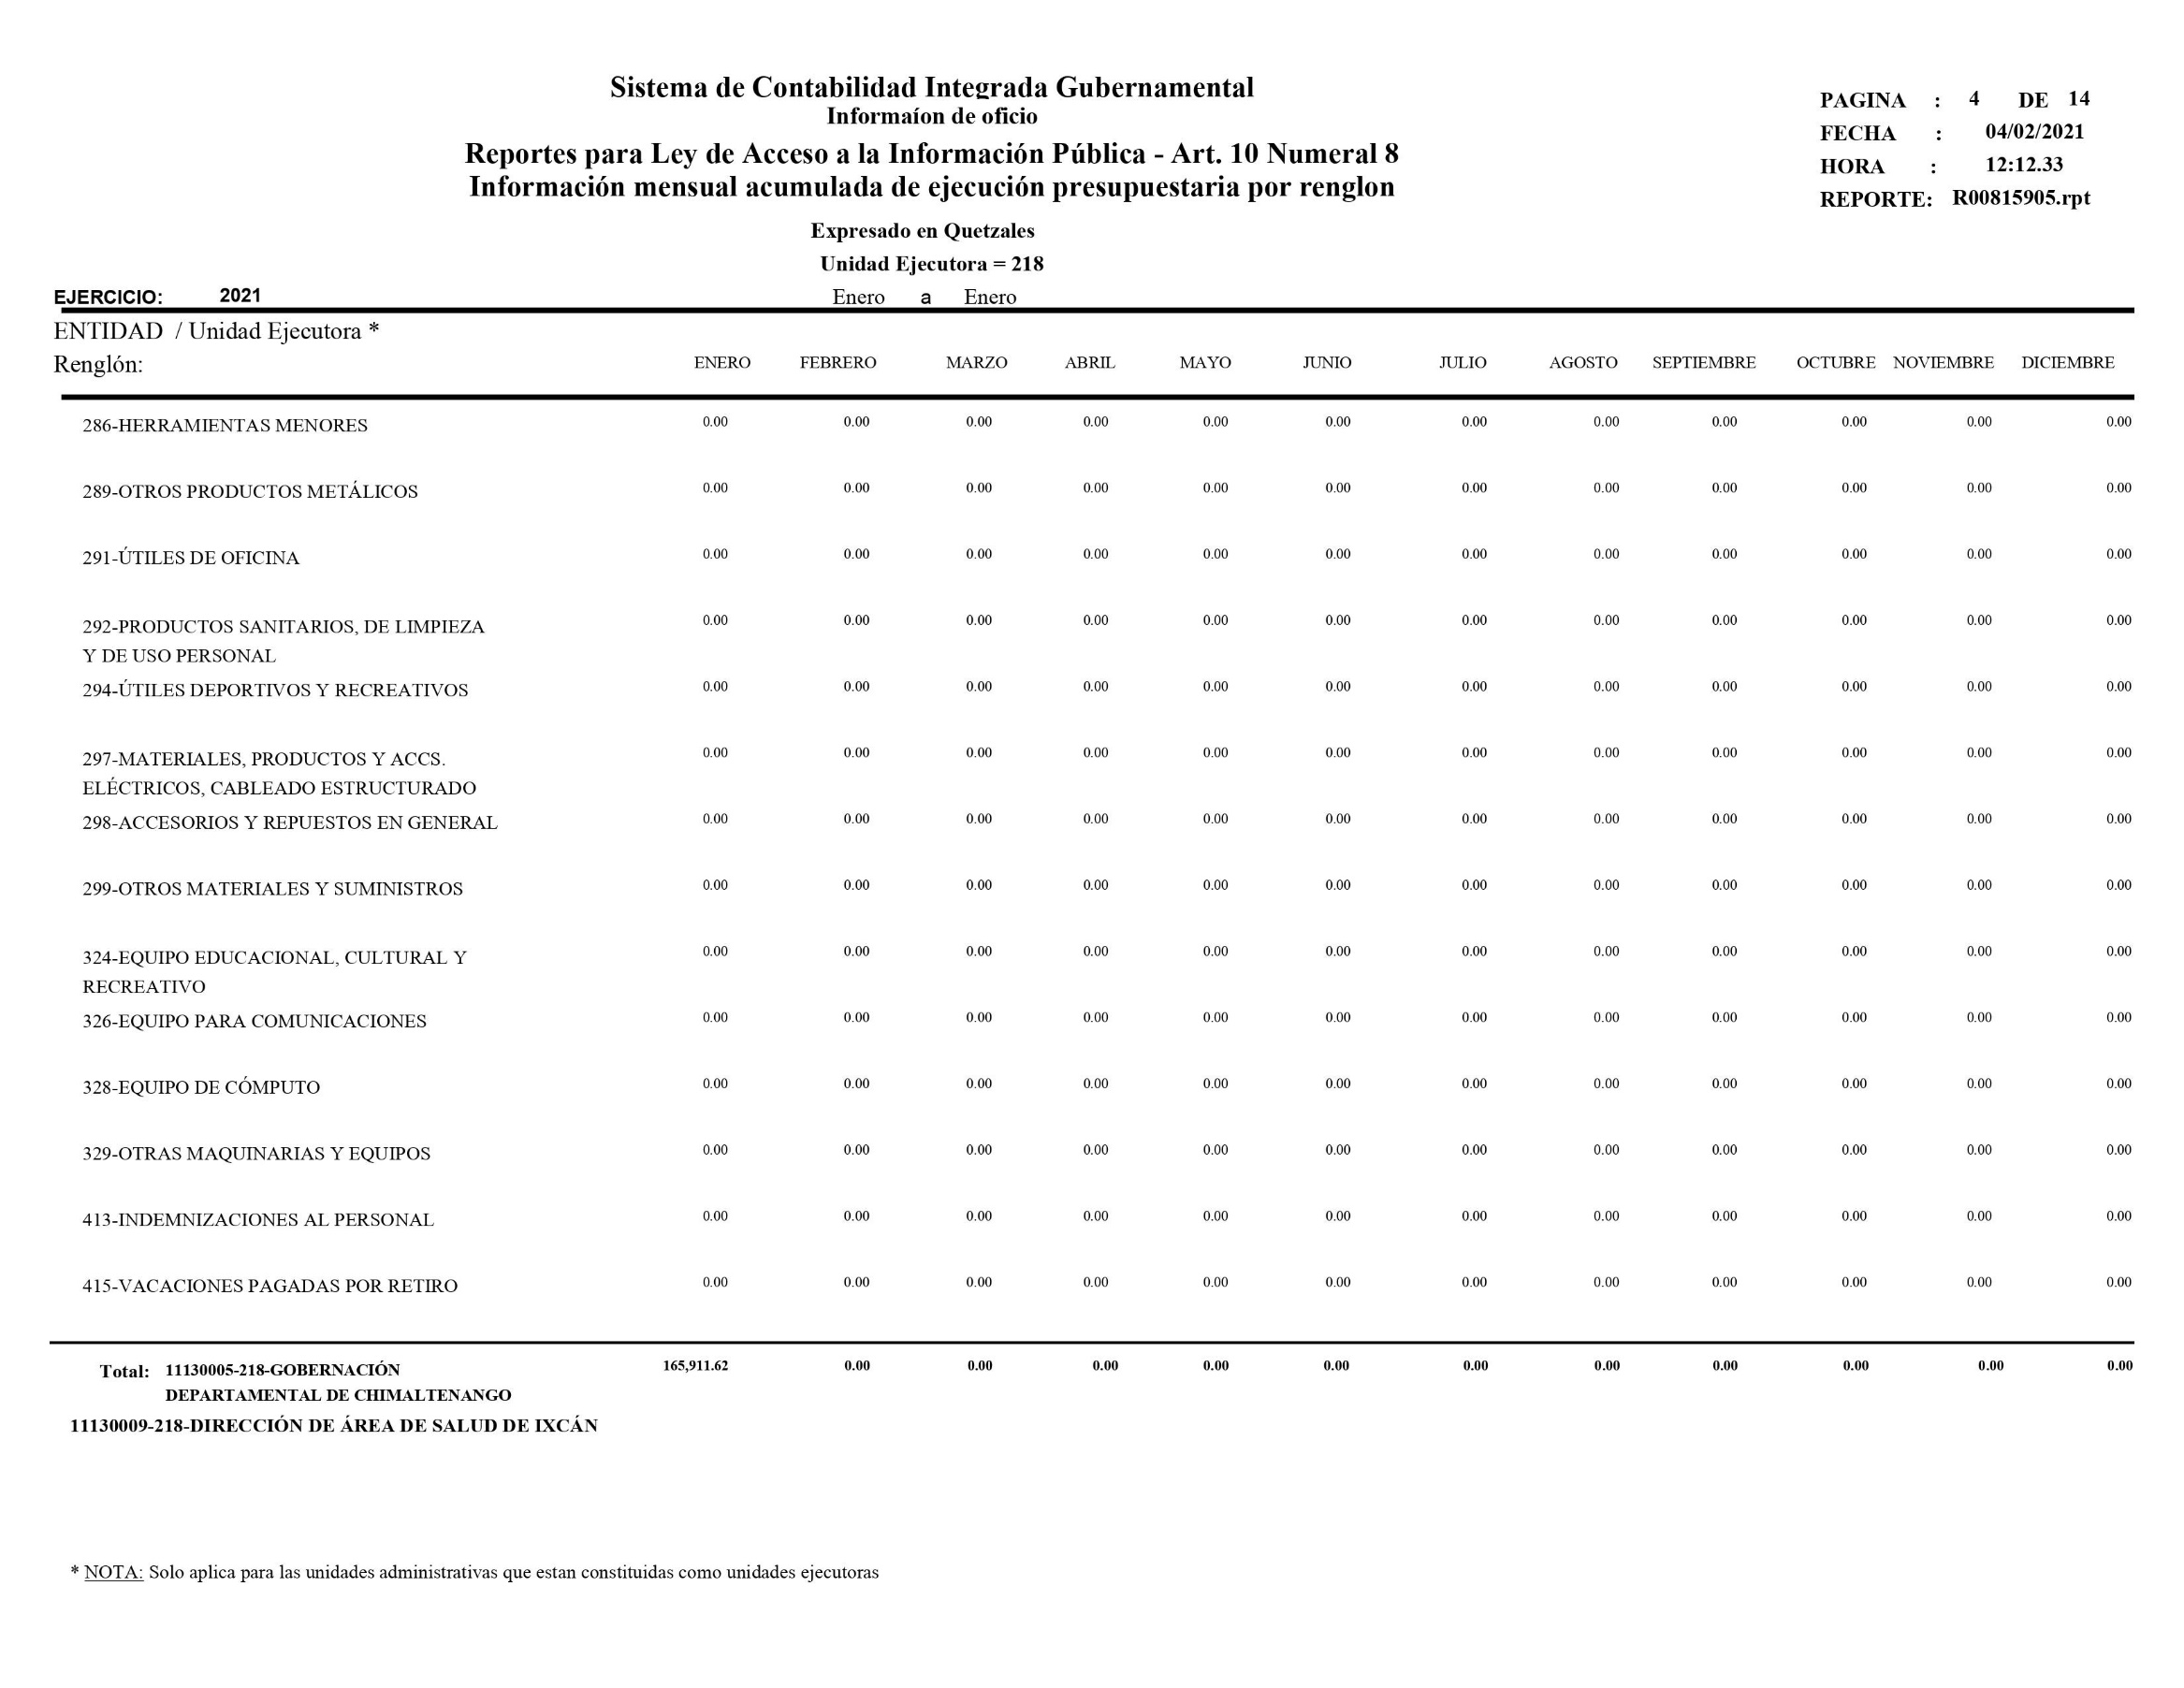 Sistema de Contabilidad Integrada Gubernamental
Informaíon de oficio
Reportes para Ley de Acceso a la Información Pública - Art. 10 Numeral 8
Información mensual acumulada de ejecución presupuestaria por renglon
Expresado en Quetzales
Unidad Ejecutora = 218
PAGINA : 4 DE 14
FECHA : 04/02/2021
HORA : 12:12.33
REPORTE: R00815905.rpt
EJERCICIO: 2021 Enero a Enero
ENTIDAD / Unidad Ejecutora *
Renglón: ENERO FEBRERO MARZO ABRIL MAYO JUNIO JULIO AGOSTO SEPTIEMBRE OCTUBRE NOVIEMBRE DICIEMBRE
286-HERRAMIENTAS MENORES 0.00 0.00 0.00 0.00 0.00 0.00 0.00 0.00 0.00 0.00 0.00 0.00
289-OTROS PRODUCTOS METÁLICOS 0.00 0.00 0.00 0.00 0.00 0.00 0.00 0.00 0.00 0.00 0.00 0.00
291-ÚTILES DE OFICINA 0.00 0.00 0.00 0.00 0.00 0.00 0.00 0.00 0.00 0.00 0.00 0.00
292-PRODUCTOS SANITARIOS, DE LIMPIEZA 0.00 0.00 0.00 0.00 0.00 0.00 0.00 0.00 0.00 0.00 0.00 0.00
Y DE USO PERSONAL
294-ÚTILES DEPORTIVOS Y RECREATIVOS 0.00 0.00 0.00 0.00 0.00 0.00 0.00 0.00 0.00 0.00 0.00 0.00
297-MATERIALES, PRODUCTOS Y ACCS. 0.00 0.00 0.00 0.00 0.00 0.00 0.00 0.00 0.00 0.00 0.00 0.00
ELÉCTRICOS, CABLEADO ESTRUCTURADO
298-ACCESORIOS Y REPUESTOS EN GENERAL 0.00 0.00 0.00 0.00 0.00 0.00 0.00 0.00 0.00 0.00 0.00 0.00
299-OTROS MATERIALES Y SUMINISTROS 0.00 0.00 0.00 0.00 0.00 0.00 0.00 0.00 0.00 0.00 0.00 0.00
324-EQUIPO EDUCACIONAL, CULTURAL Y 0.00 0.00 0.00 0.00 0.00 0.00 0.00 0.00 0.00 0.00 0.00 0.00
RECREATIVO
326-EQUIPO PARA COMUNICACIONES 0.00 0.00 0.00 0.00 0.00 0.00 0.00 0.00 0.00 0.00 0.00 0.00
328-EQUIPO DE CÓMPUTO 0.00 0.00 0.00 0.00 0.00 0.00 0.00 0.00 0.00 0.00 0.00 0.00
329-OTRAS MAQUINARIAS Y EQUIPOS 0.00 0.00 0.00 0.00 0.00 0.00 0.00 0.00 0.00 0.00 0.00 0.00
413-INDEMNIZACIONES AL PERSONAL 0.00 0.00 0.00 0.00 0.00 0.00 0.00 0.00 0.00 0.00 0.00 0.00
415-VACACIONES PAGADAS POR RETIRO 0.00 0.00 0.00 0.00 0.00 0.00 0.00 0.00 0.00 0.00 0.00 0.00
Total: 11130005-218-GOBERNACIÓN 165,911.62 0.00 0.00 0.00 0.00 0.00 0.00 0.00 0.00 0.00 0.00 0.00
DEPARTAMENTAL DE CHIMALTENANGO
11130009-218-DIRECCIÓN DE ÁREA DE SALUD DE IXCÁN
* NOTA: Solo aplica para las unidades administrativas que estan constituidas como unidades ejecutoras